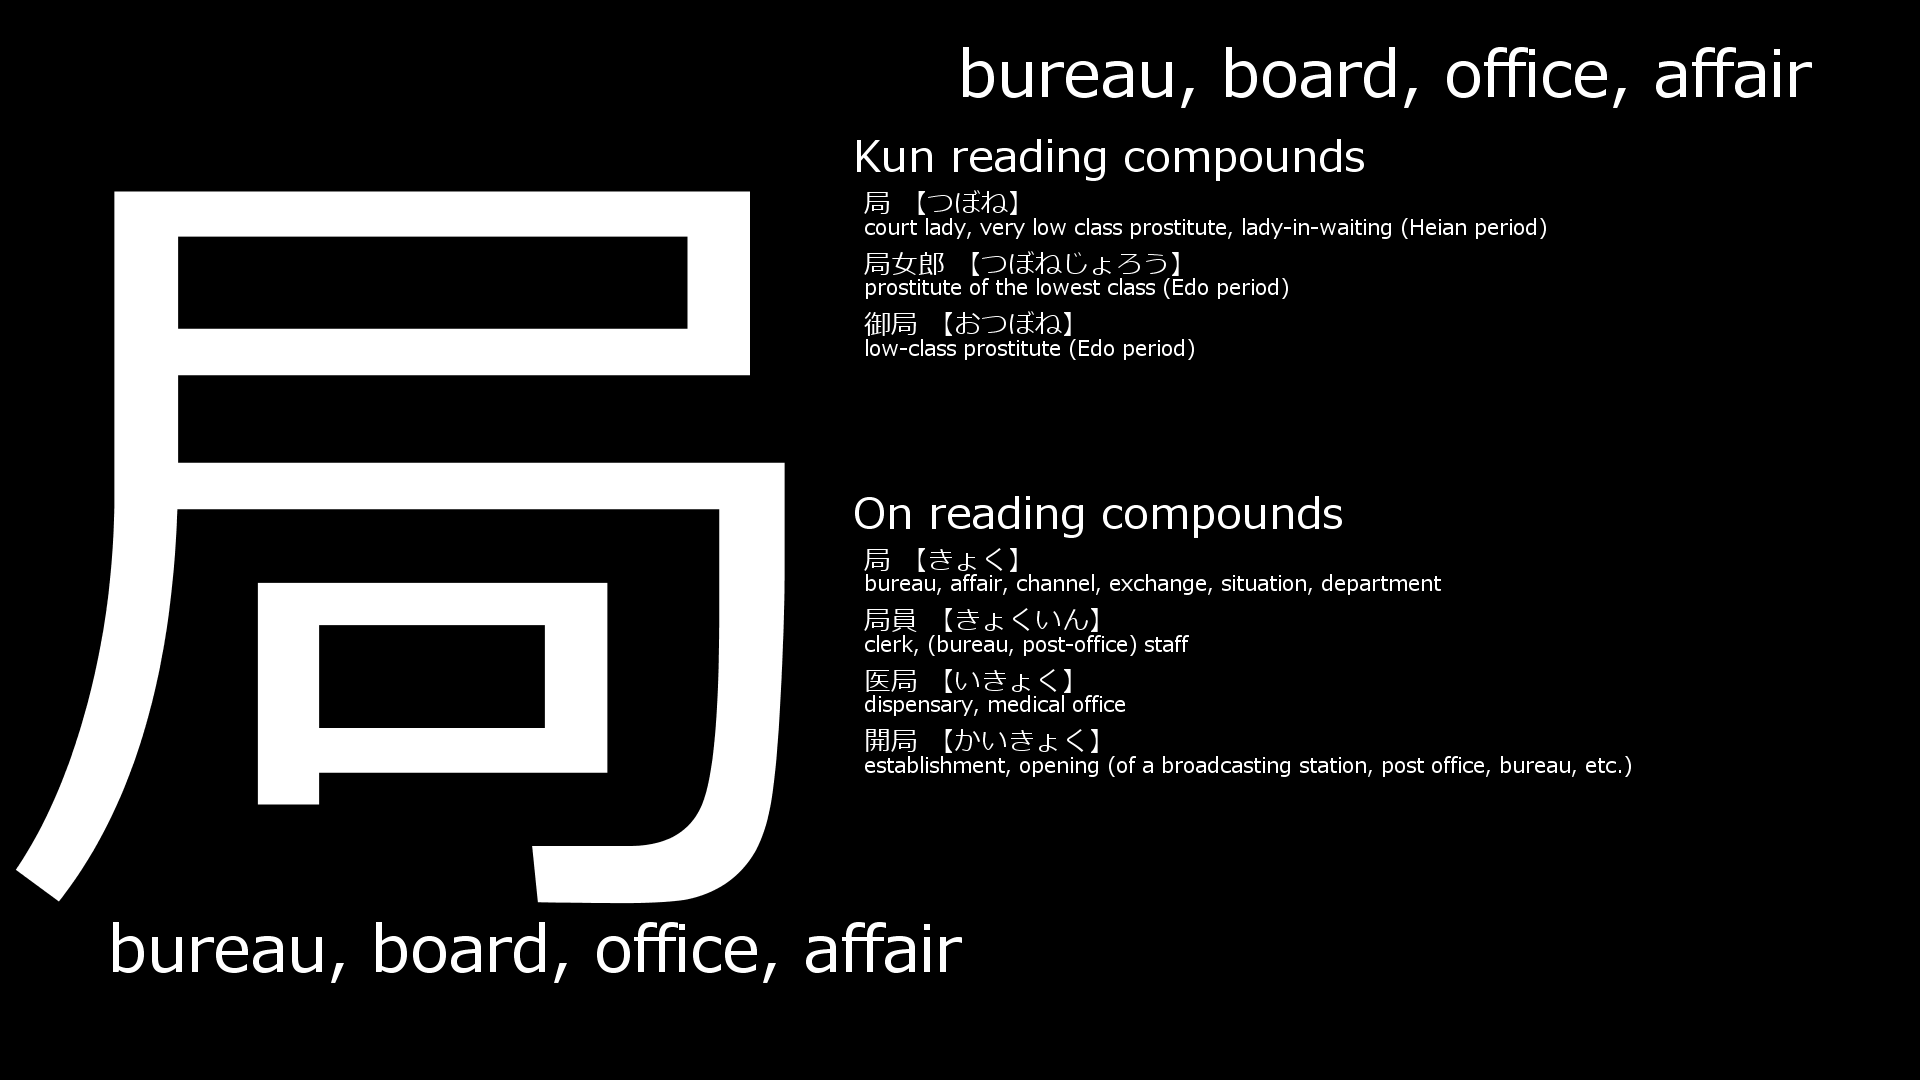 局
bureau, board, office, affair
bureau, board, office, affair
Kun reading compounds
局 【つぼね】
court lady, very low class prostitute, lady-in-waiting (Heian period)
局女郎 【つぼねじょろう】
prostitute of the lowest class (Edo period)
御局 【おつぼね】
low-class prostitute (Edo period)
On reading compounds
局 【きょく】
bureau, affair, channel, exchange, situation, department
局員 【きょくいん】
clerk, (bureau, post-office) staff
医局 【いきょく】
dispensary, medical office
開局 【かいきょく】
establishment, opening (of a broadcasting station, post office, bureau, etc.)